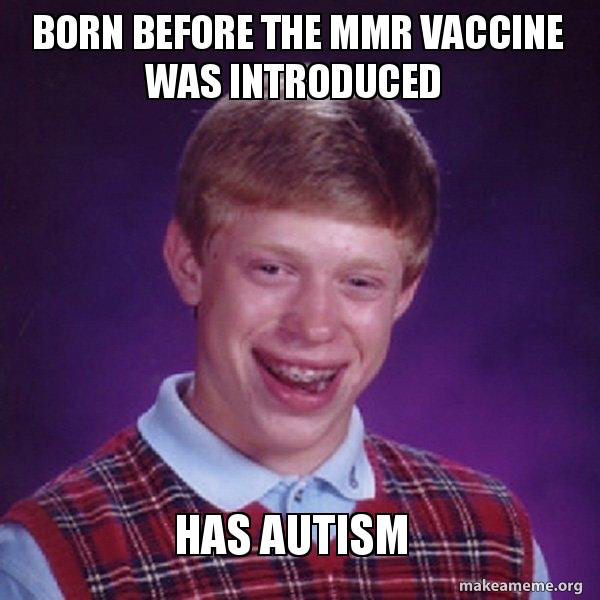 BORN BEFORE THE MMR VACCINE
WAS INTRODUCED
HAS AUTISM
makeameme.org